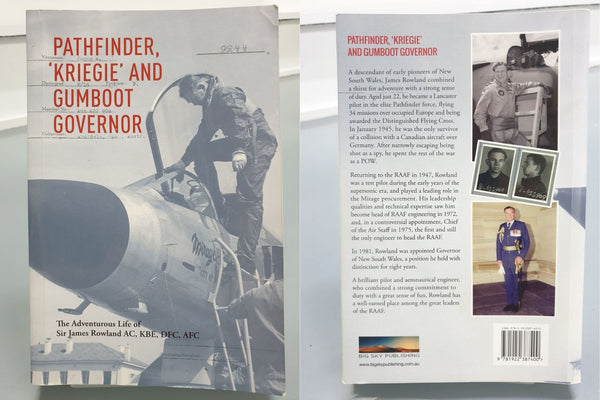 PATHFINDER,
'KRIEGIE' AND
GUMBOOT
GOVERNOR
9844
Mirage
The Adventurous Life of
Sir James Rowland AC, KBE, DFC, AFC
PATHFINDER, 'KRIEGIE'
AND GUMBOOT GOVERNOR
A descendant of early pioneers of New
South Wales, James Rowland combined
a thirst for adventure with a strong sense
of duty. Aged just 22, he became a Lancaster
pilot in the elite Pathfinder force, flying
34 missions over occupied Europe and being
awarded the Distinguished Flying Cross.
In January 1945, he was the only survivor
of a collision with a Canadian aircraft over
Germany. After narrowly escaping being
shot as a spy, he spent the rest of the war
as a POW.
Returning to the RAAF in 1947, Rowland
was a test pilot during the early years of the
supersonic era, and played a leading role in
the Mirage procurement. His leadership
qualities and technical expertise saw him
become head of RAAF engineering in 1972,
and, in a controversial appointment, Chief
of the Air Staff in 1975, the first and still
the only engineer to head the RAAF.
In 1981, Rowland was appointed Governor
of New South Wales, a position he held with
distinction for eight years.
A brilliant pilot and aeronautical engineer,
who combined a strong commitment to
duty with a great sense of fun, Rowland has
a well-earned place among the great leaders
of the RAAF.
BIG SKY PUBLISHING
www.bigskypublishing.com.au
9 781922 387400